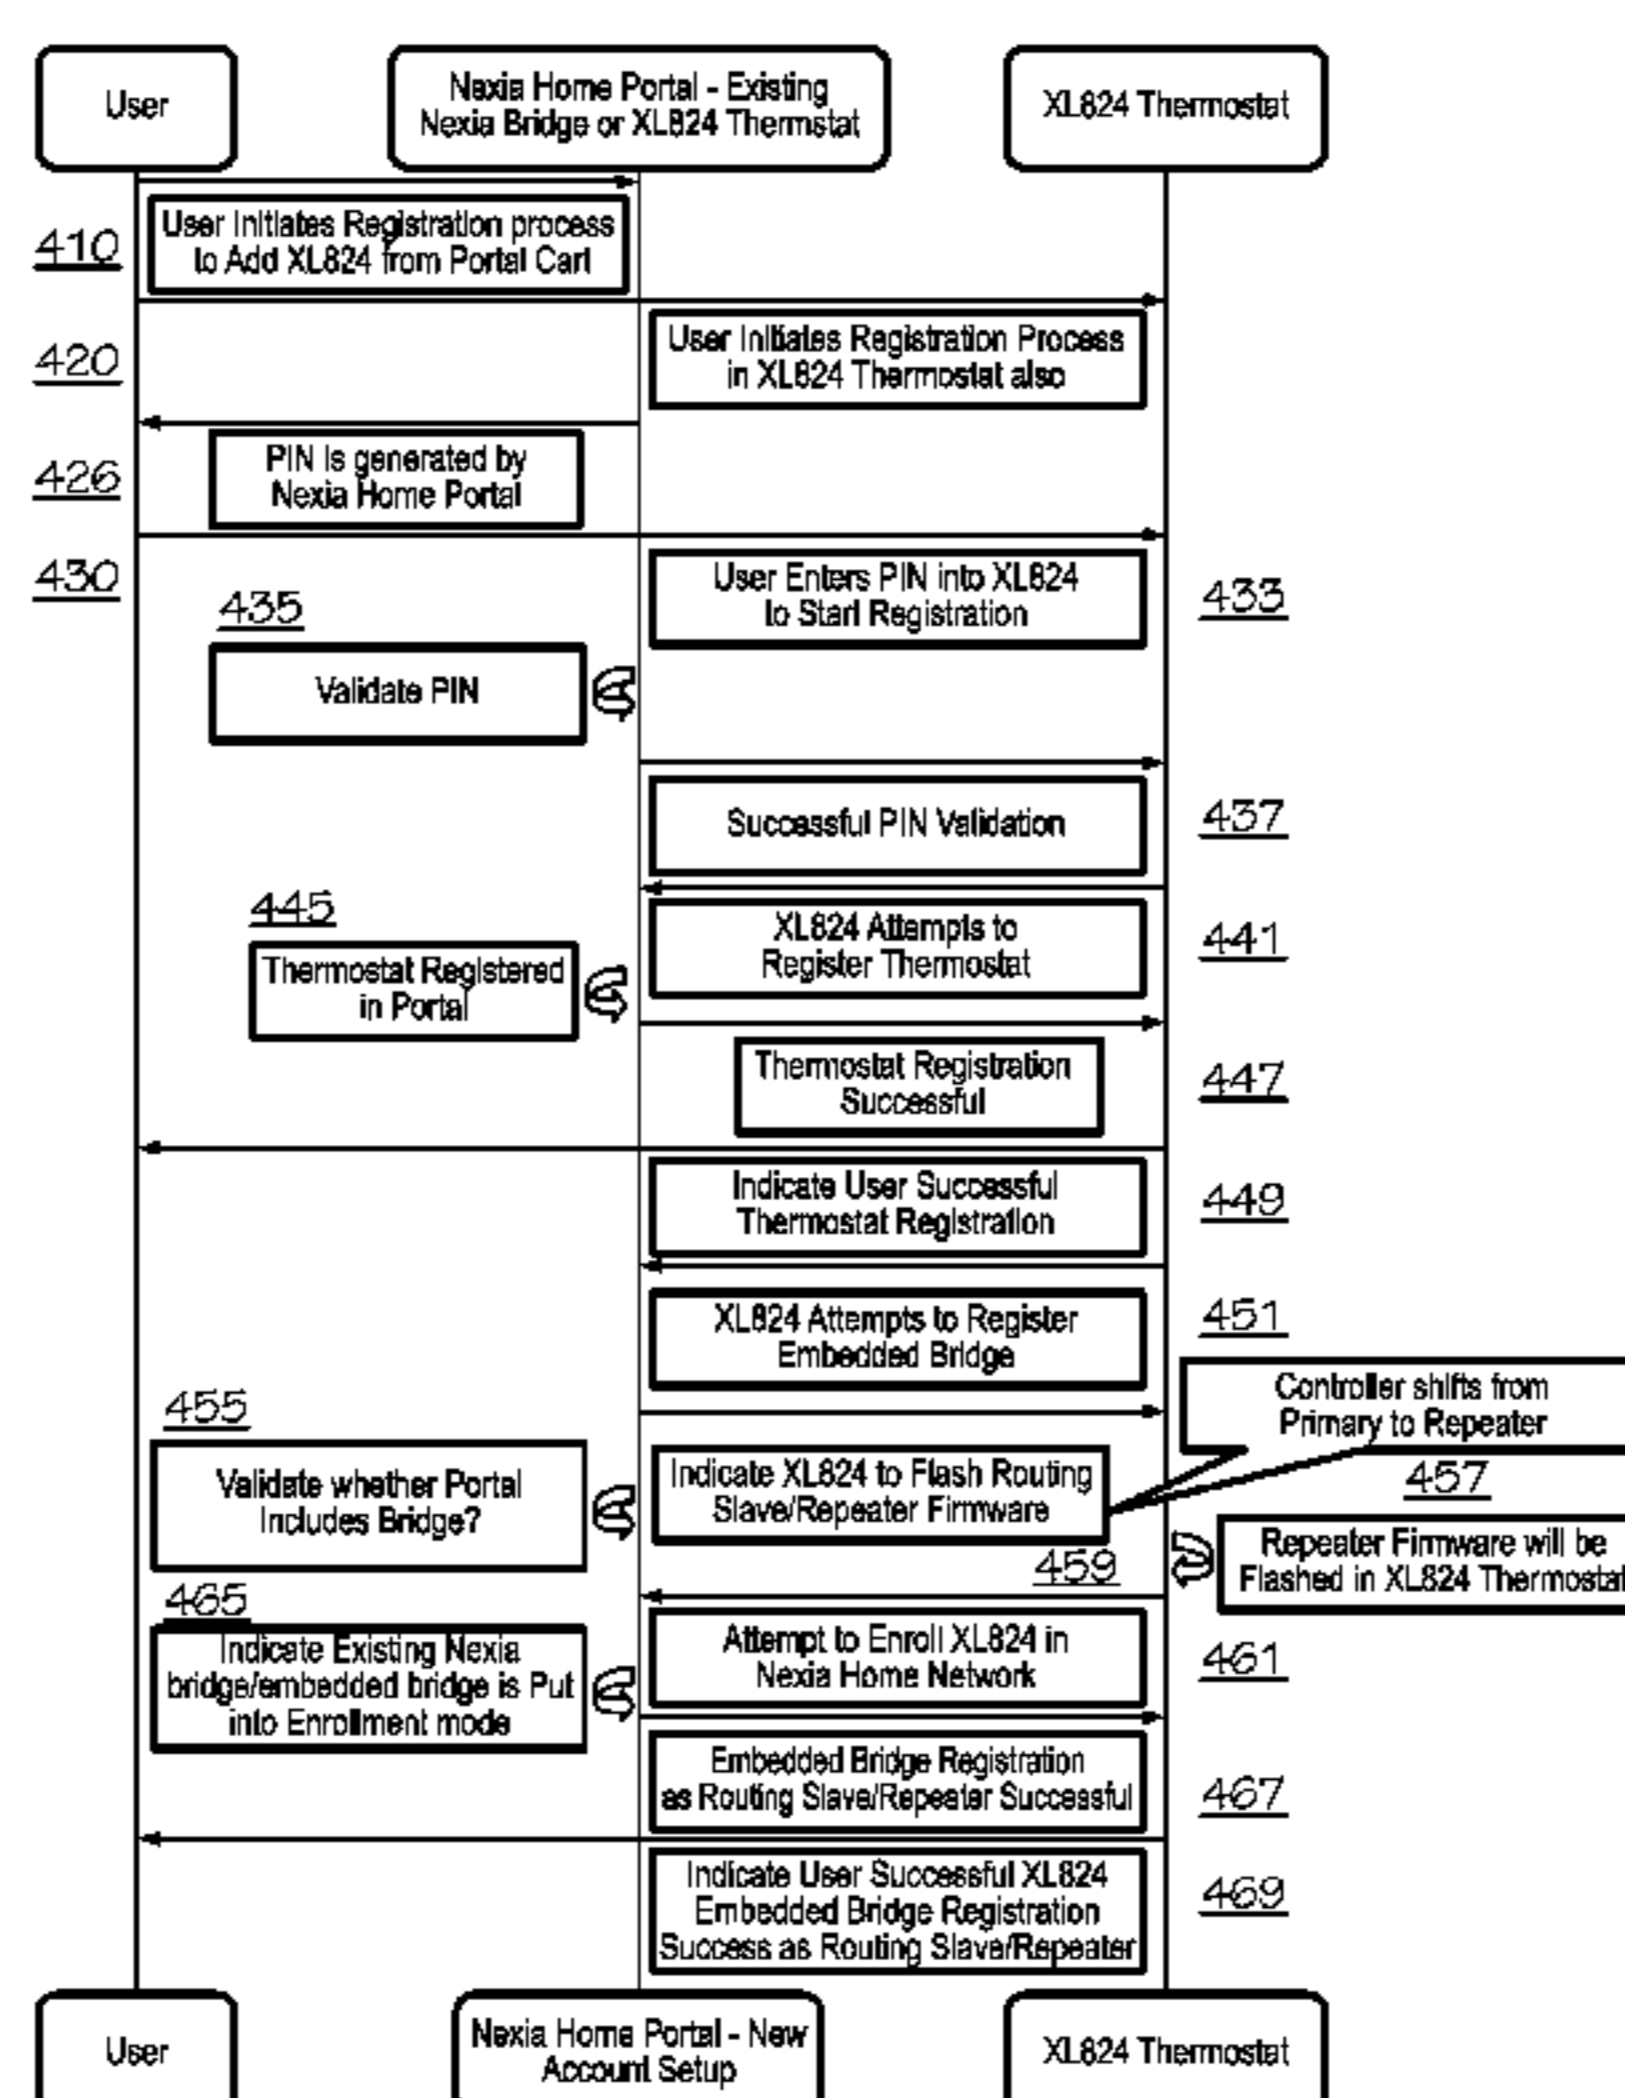 User
Nexia Home Portal - Existing
Nexia Bridge or XL824 Thermstat
XL824 Thermostat
User Initiates Registration process
to Add XL824 from Portal Cart
410
User Initiates Registration Process
in XL824 Thermostat also
420
PIN is generated by
Nexia Home Portal
426
430
User Enters PIN into XL824
to Start Registration
433
435
Validate PIN
Successful PIN Validation
437
445
XL824 Attempts to
Register Thermostat
441
Thermostat Registered
in Portal
Thermostat Registration
Successful
447
Indicate User Successful
Thermostat Registration
449
XL824 Attempts to Register
Embedded Bridge
451
Controller shifts from
Primary to Repeater
455
Validate whether Portal
Includes Bridge?
Indicate XL824 to Flash Routing
Slave/Repeater Firmware
457
Repeater Firmware will be
Flashed in XL824 Thermostat
459
465
Indicate Existing Nexia
bridge/embedded bridge is Put
into Enrollment mode
Attempt to Enroll XL824 in
Nexia Home Network
461
Embedded Bridge Registration
as Routing Slave/Repeater Successful
467
Indicate User Successful XL824
Embedded Bridge Registration
Success as Routing Slave/Repeater
469
User
Nexia Home Portal - New
Account Setup
XL824 Thermostat